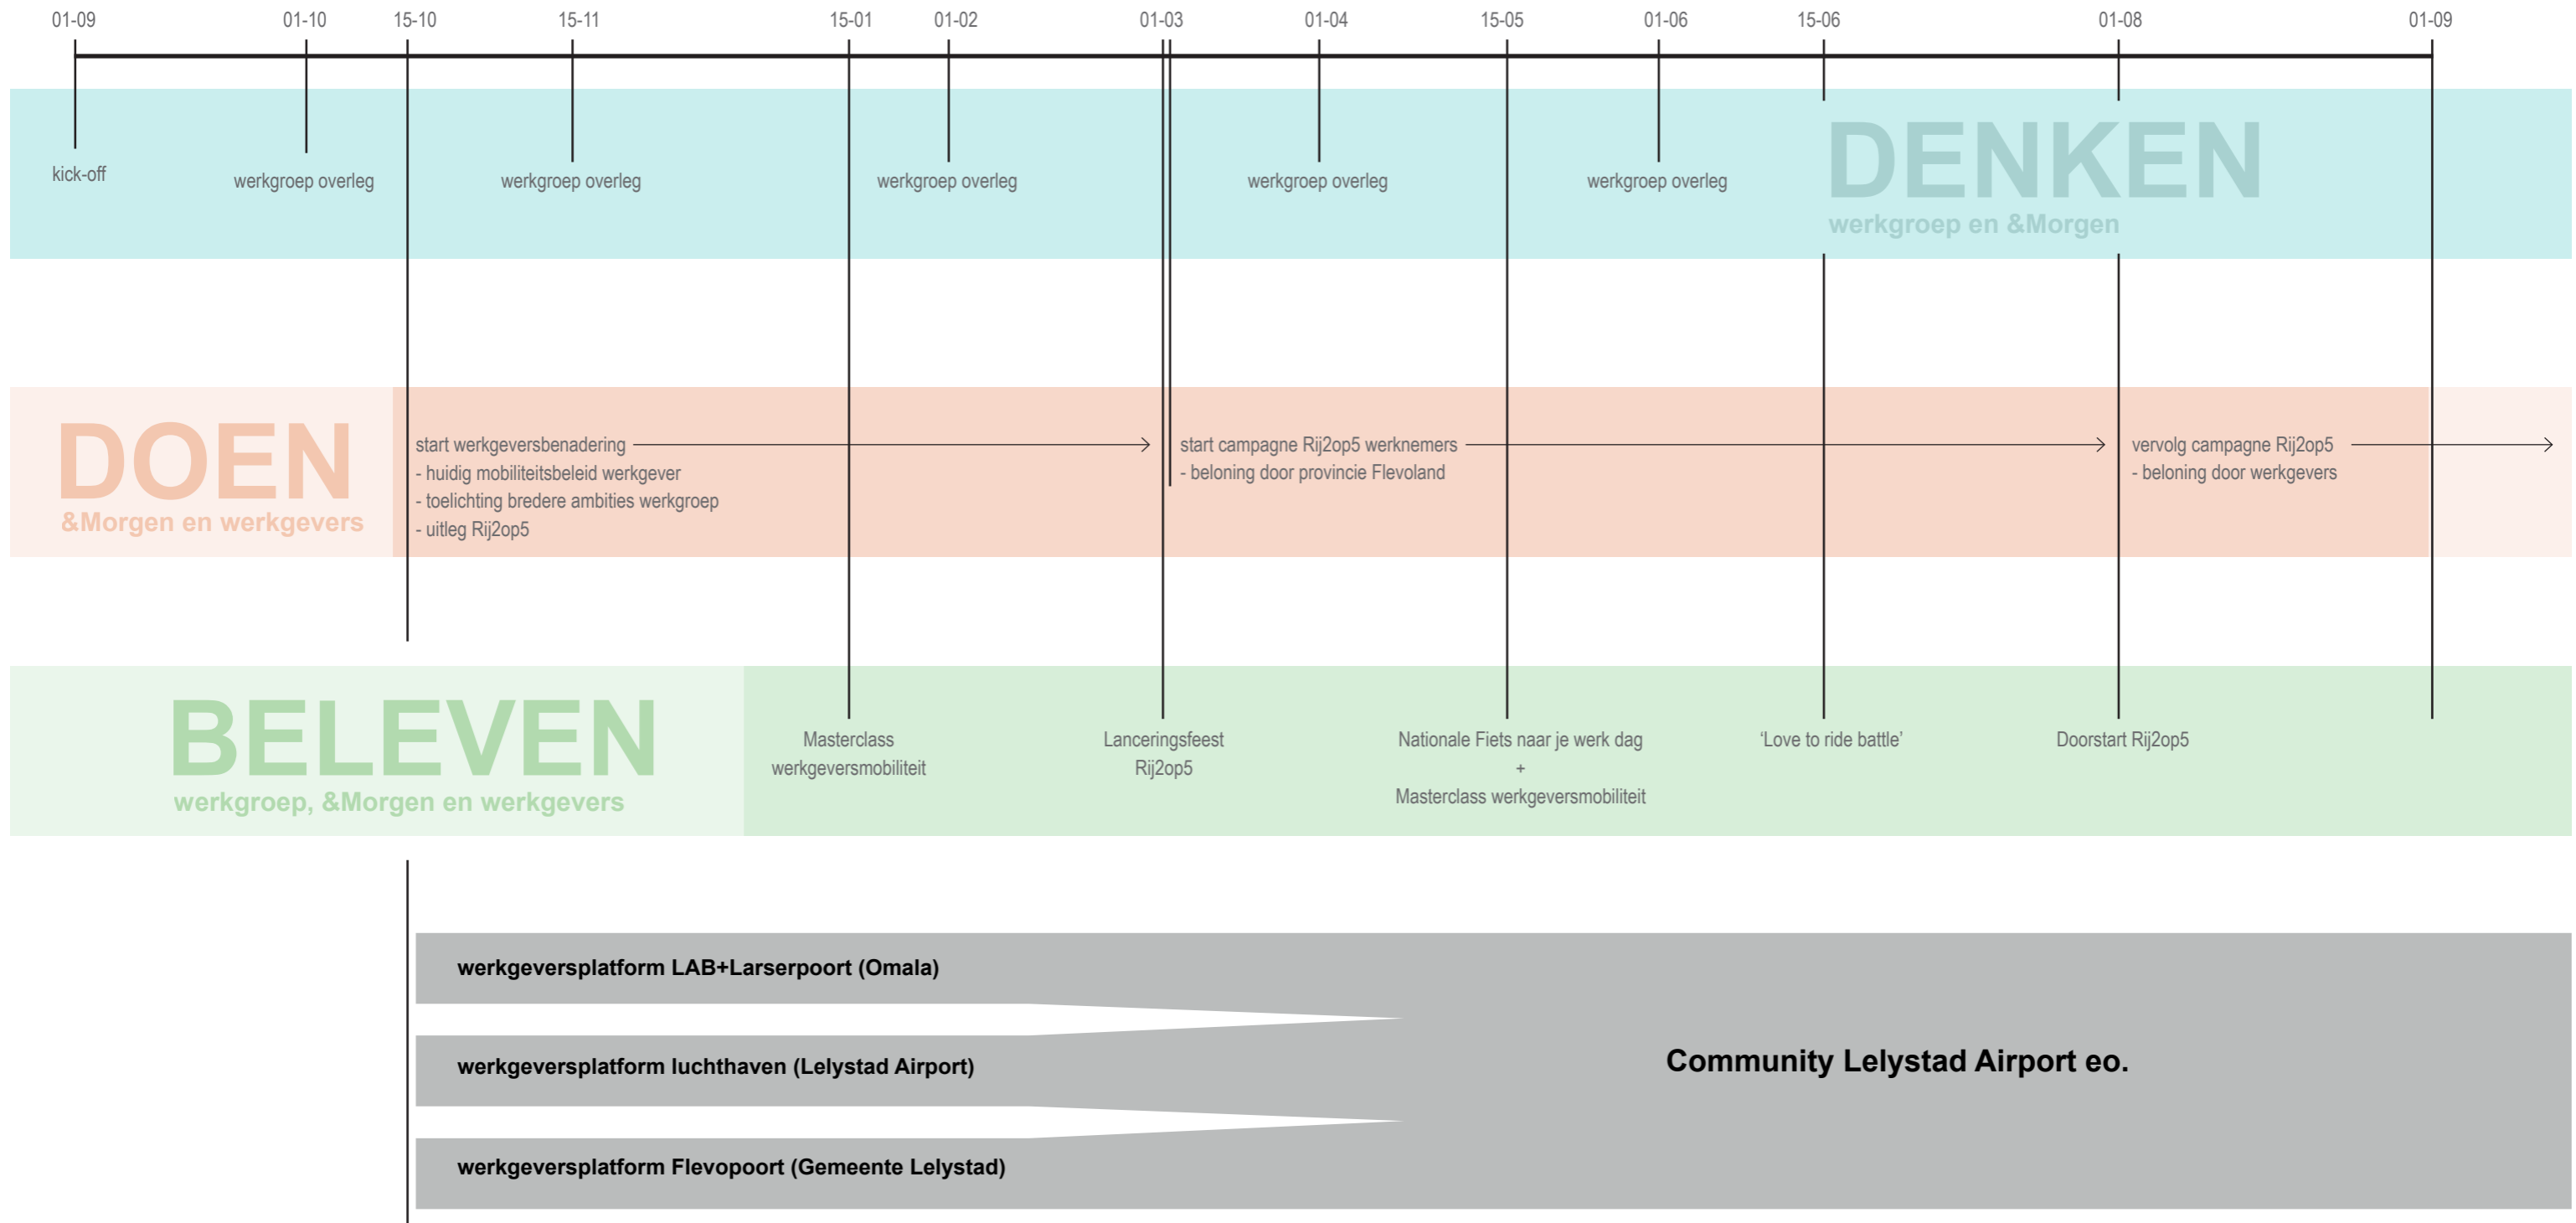 01-09
01-10
15-10
15-11
15-01
01-02
01-03
01-04
15-05
01-06
15-06
01-08
01-09
kick-off
werkgroep overleg
werkgroep overleg
werkgroep overleg
werkgroep overleg
werkgroep overleg
DENKEN
werkgroep en &Morgen
DOEN
&Morgen en werkgevers
start werkgeversbenadering
- huidig mobiliteitsbeleid werkgever
- toelichting bredere ambities werkgroep
- uitleg Rij2op5
start campagne Rij2op5 werknemers
- beloning door provincie Flevoland
vervolg campagne Rij2op5
- beloning door werkgevers
BELEVEN
werkgroep, &Morgen en werkgevers
Masterclass
werkgeversmobiliteit
Lanceringsfeest
Rij2op5
Nationale Fiets naar je werk dag
+
Masterclass werkgeversmobiliteit
‘Love to ride battle’
Doorstart Rij2op5
werkgeversplatform LAB+Larserpoort (Omala)
werkgeversplatform luchthaven (Lelystad Airport)
werkgeversplatform Flevopoort (Gemeente Lelystad)
Community Lelystad Airport eo.